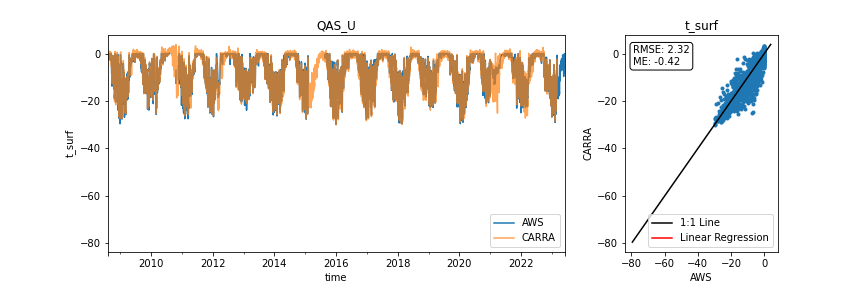 QAS_U
t_surf
0
−20
−40
−60
−80
t_surf
2010
2012
2014
2016
2018
2020
2022
time
AWS
CARRA
t_surf
RMSE: 2.32
ME: -0.42
0
−20
−40
−60
−80
CARRA
1:1 Line
Linear Regression
−80
−60
−40
−20
0
AWS